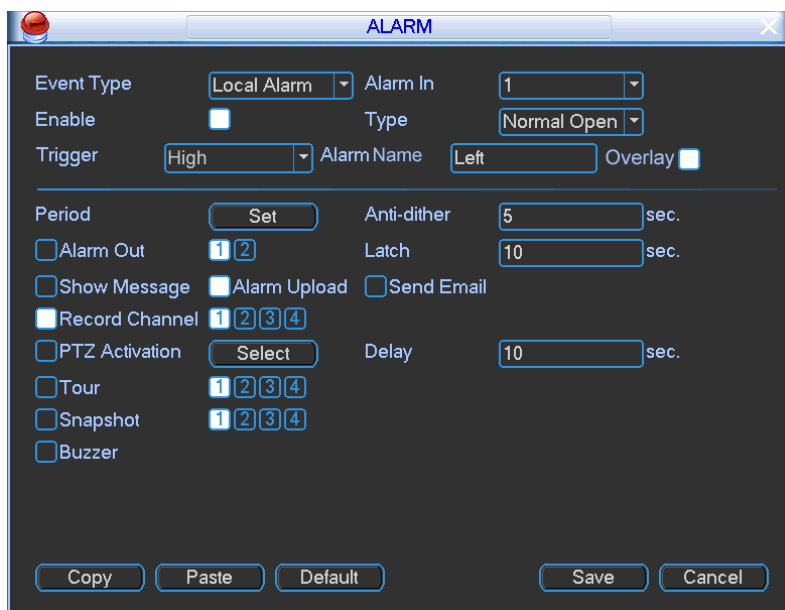 ALARM
Event Type Local Alarm Alarm In 1
Enable Type Normal Open
Trigger High Alarm Name Left Overlay
Period Set Anti-dither 5 sec.
Alarm Out 1 2 Latch 10 sec.
Show Message Alarm Upload Send Email
Record Channel 1 2 3 4
PTZ Activation Select Delay 10 sec.
Tour 1 2 3 4
Snapshot 1 2 3 4
Buzzer
Copy Paste Default Save Cancel